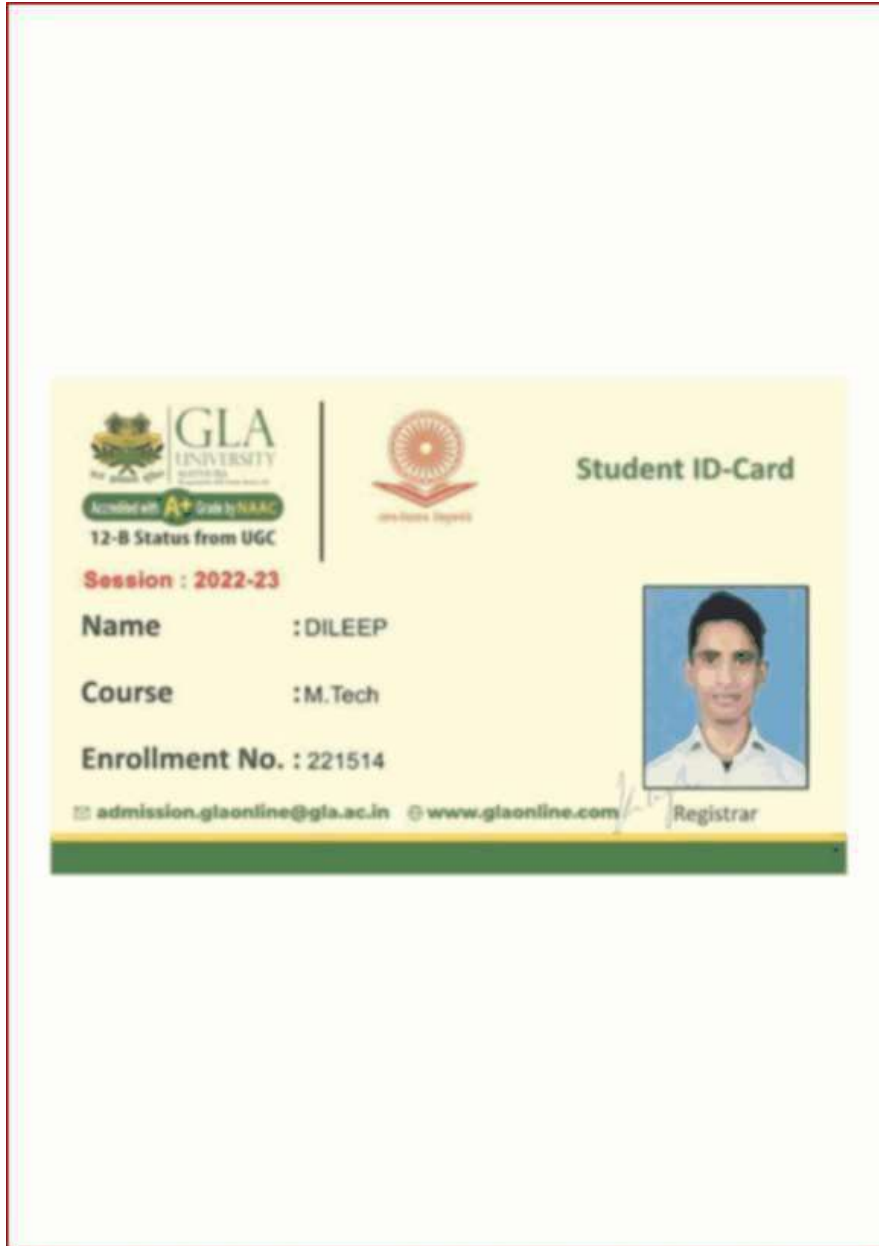 GLA
UNIVERSITY
MATHURA
Accredited with A+ Grade by NAAC
12-B Status from UGC
Student ID-Card
Session : 2022-23
Name : DILEEP
Course : M.Tech
Enrollment No. : 221514
admission.glaonline@gla.ac.in www.glaonline.com
Registrar